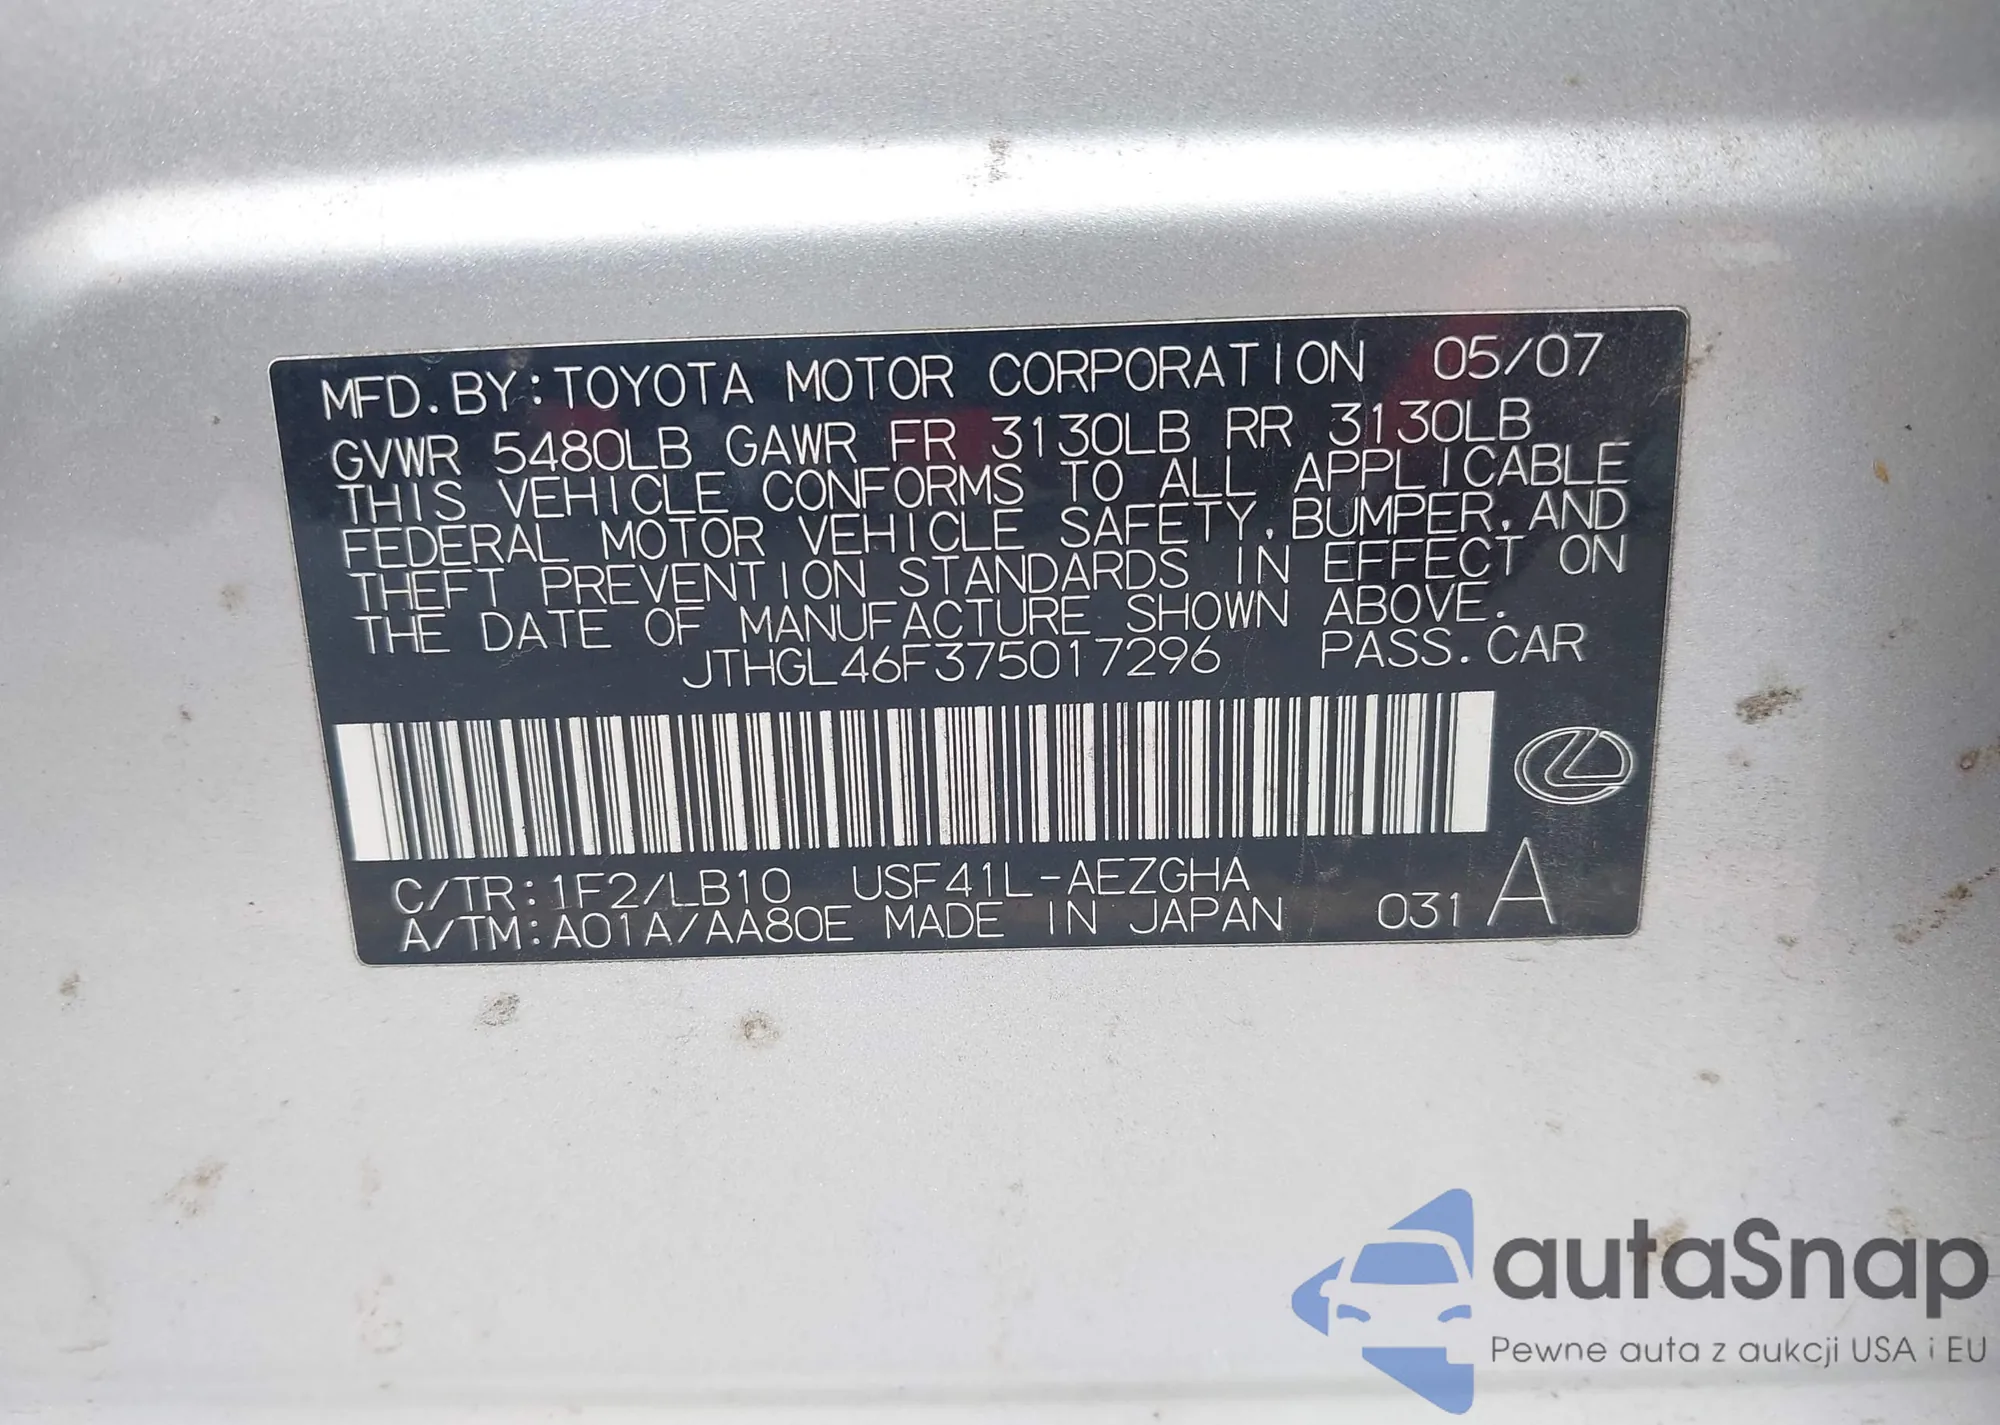 MFD. BY: TOYOTA MOTOR CORPORATION 05/07
GVWR 5480LB GAWR FR 3130LB RR 3130LB
THIS VEHICLE CONFORMS TO ALL APPLICABLE
FEDERAL MOTOR VEHICLE SAFETY, BUMPER, AND
THEFT PREVENTION STANDARDS IN EFFECT ON
THE DATE OF MANUFACTURE SHOWN ABOVE.
JTHGL46F375017296 PASS. CAR
C/TR: 1F2/LB10 USF41L-AEZGHA
A/TM: A01A/AA80E MADE IN JAPAN 031 A
autaSnap
Pewne auta z aukcji USA i EU